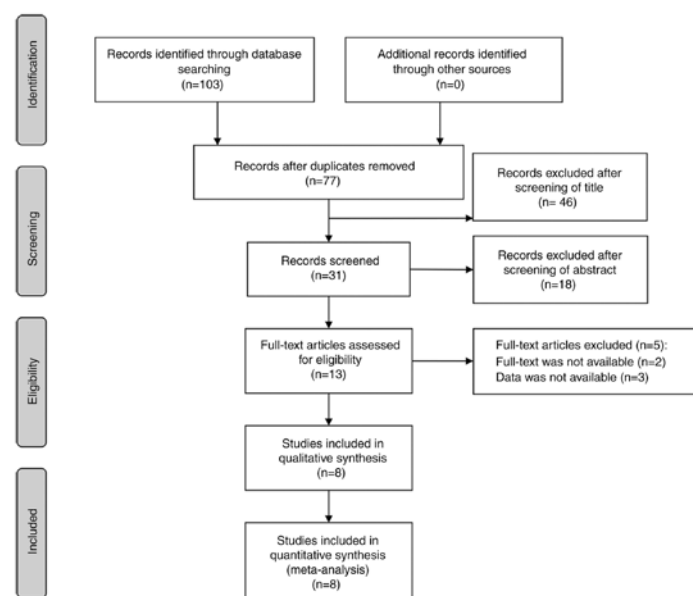 Identification
Records identified through database
searching
(n=103)
Additional records identified
through other sources
(n=0)
Records after duplicates removed
(n=77)
Screening
Records excluded after
screening of title
(n= 46)
Records screened
(n=31)
Records excluded after
screening of abstract
(n=18)
Eligibility
Full-text articles assessed
for eligibility
(n=13)
Full-text articles excluded (n=5):
Full-text was not available (n=2)
Data was not available (n=3)
Studies included in
qualitative synthesis
(n=8)
Included
Studies included in
quantitative synthesis
(meta-analysis)
(n=8)